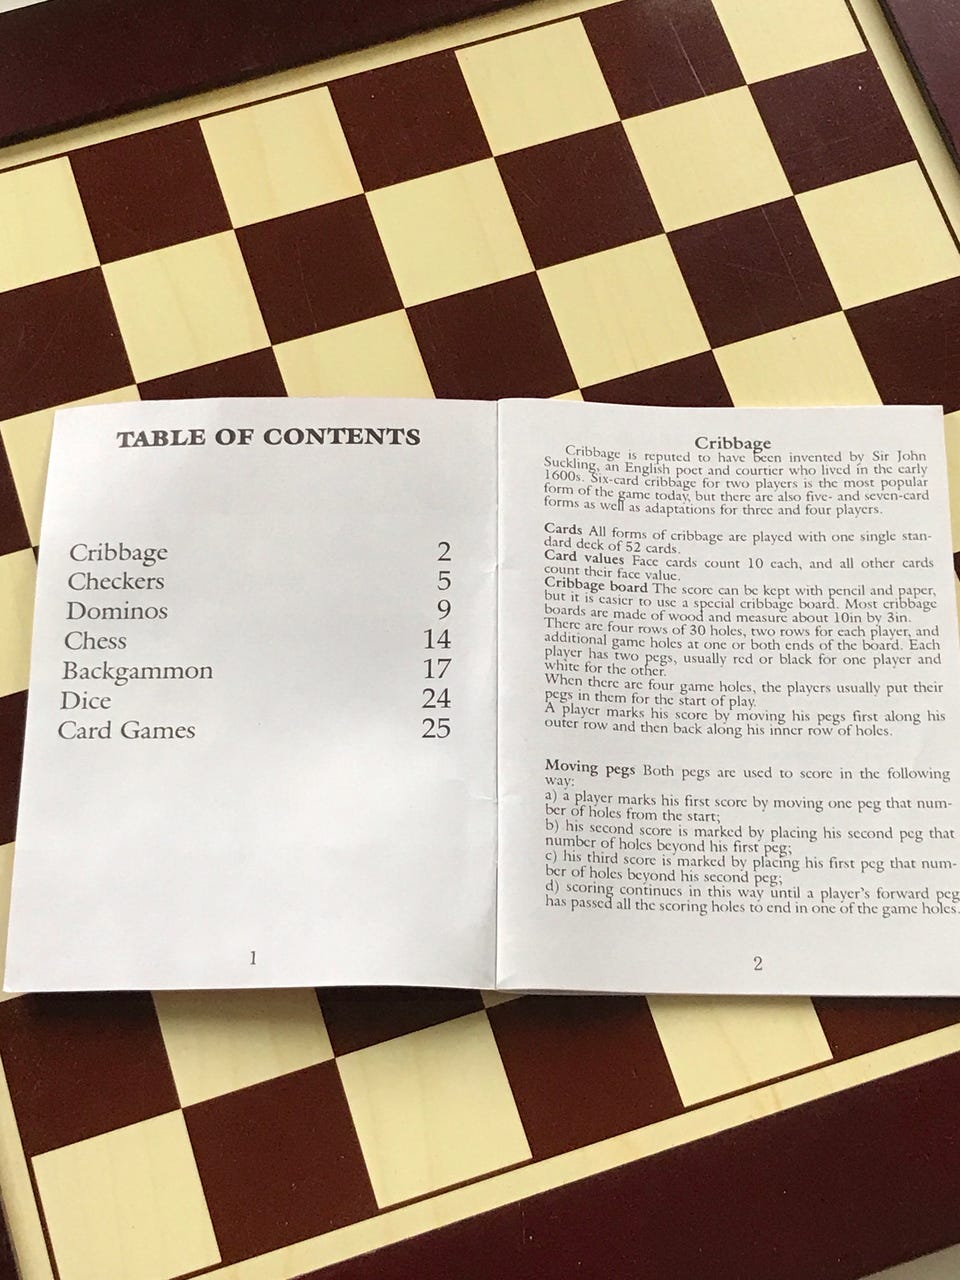 TABLE OF CONTENTS
Cribbage 2
Checkers 5
Dominos 9
Chess 14
Backgammon 17
Dice 24
Card Games 25
1
Cribbage
Cribbage is reputed to have been invented by Sir John
Suckling, an English poet and courtier who lived in the early
1600s. Six-card cribbage for two players is the most popular
form of the game today, but there are also five- and seven-card
forms as well as adaptations for three and four players.
Cards All forms of cribbage are played with one single stan-
dard deck of 52 cards.
Card values Face cards count 10 each, and all other cards
count their face value.
Cribbage board The score can be kept with pencil and paper,
but it is easier to use a special cribbage board. Most cribbage
boards are made of wood and measure about 10in by 3in.
There are four rows of 30 holes, two rows for each player, and
additional game holes at one or both ends of the board. Each
player has two pegs, usually red or black for one player and
white for the other.
When there are four game holes, the players usually put their
pegs in them for the start of play.
A player marks his score by moving his pegs first along his
outer row and then back along his inner row of holes.
Moving pegs Both pegs are used to score in the following
way:
a) a player marks his first score by moving one peg that num-
ber of holes from the start;
b) his second score is marked by placing his second peg that
number of holes beyond his first peg;
c) his third score is marked by placing his first peg that num-
ber of holes beyond his second peg;
d) scoring continues in this way until a player's forward peg
has passed all the scoring holes to end in one of the game holes.
2